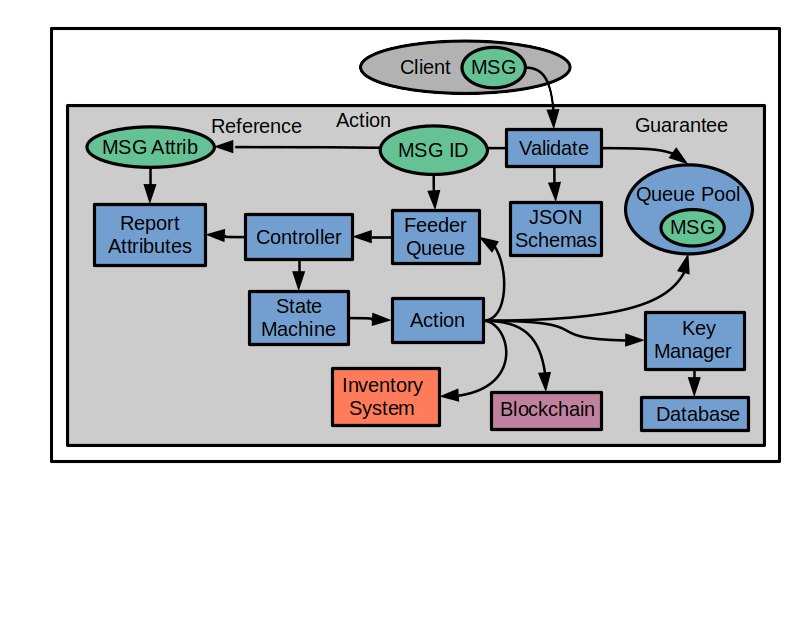 Client
MSG
Action
Reference
Guarantee
MSG Attrib
MSG ID
Validate
Queue Pool
MSG
Report
Attributes
Controller
Feeder
Queue
JSON
Schemas
State
Machine
Action
Key
Manager
Inventory
System
Blockchain
Database